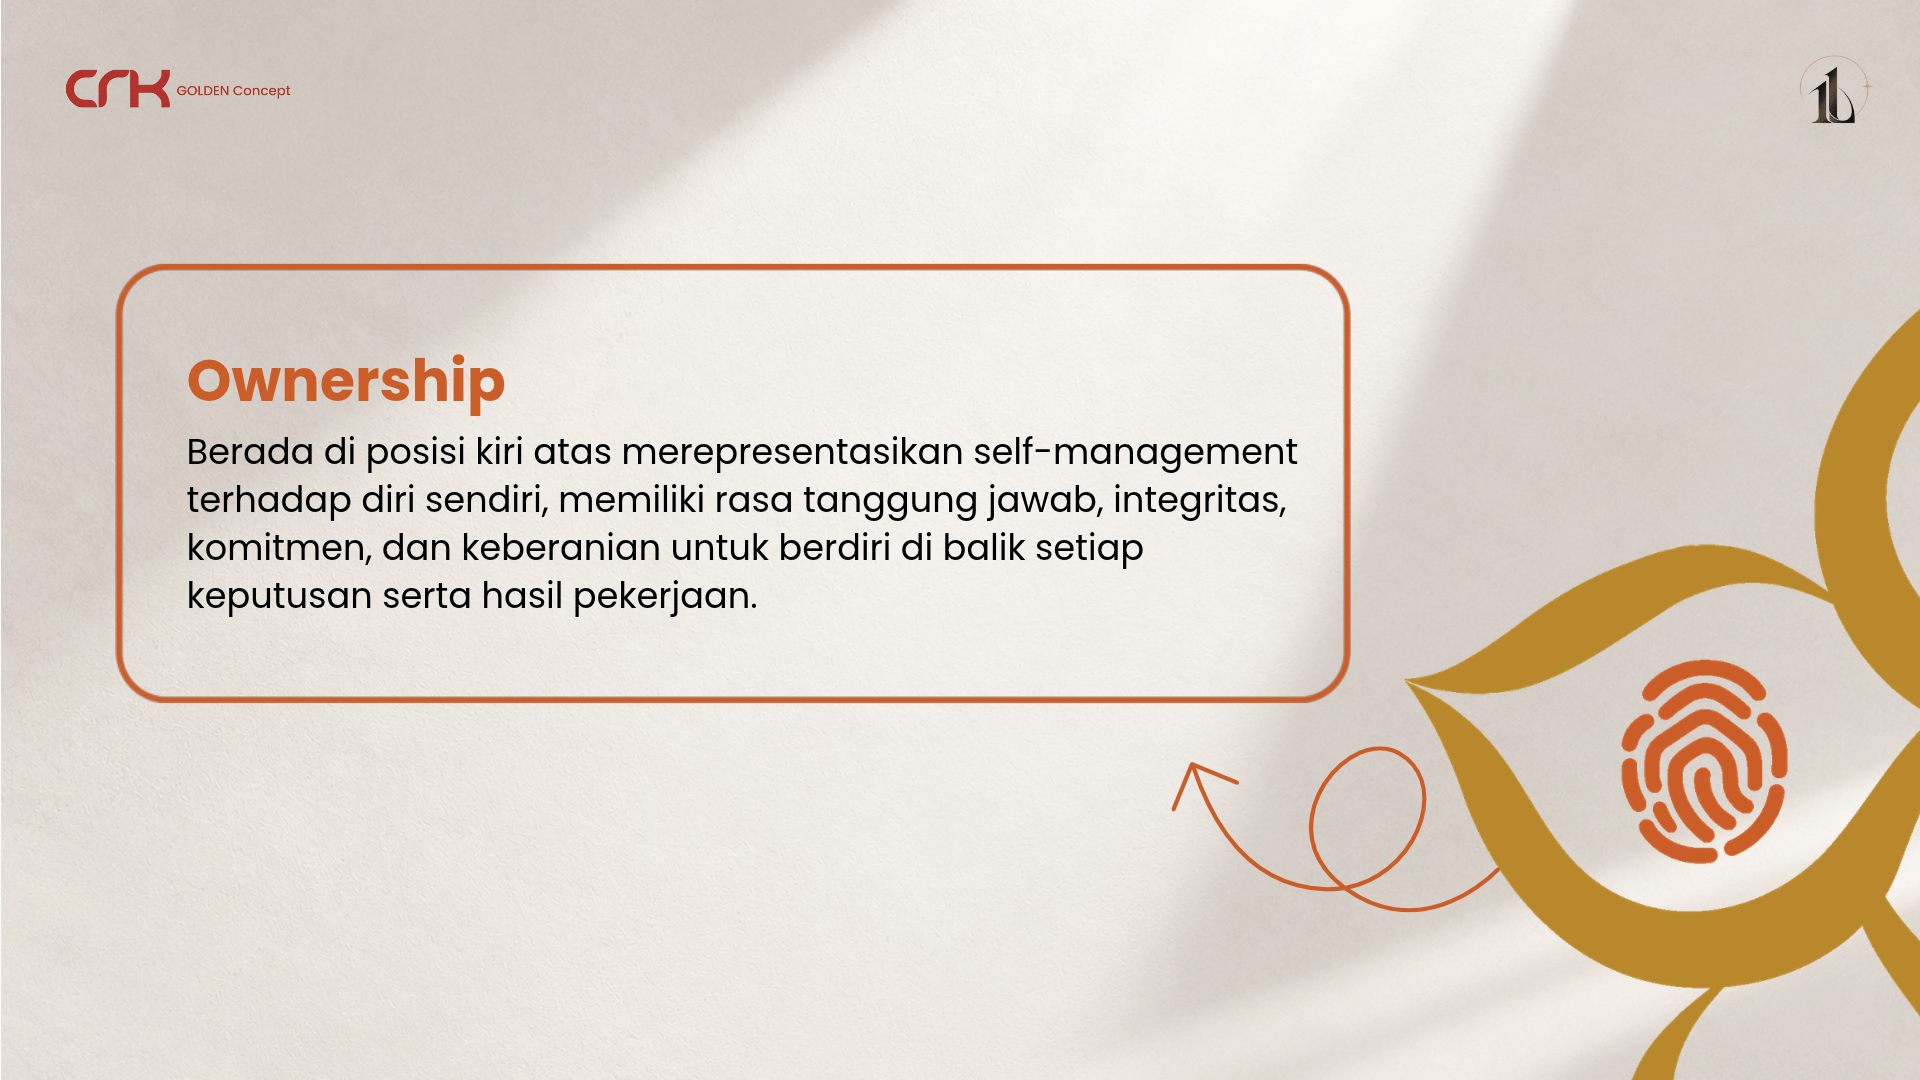 crk GOLDEN Concept
Ownership
Berada di posisi kiri atas merepresentasikan self-management
terhadap diri sendiri, memiliki rasa tanggung jawab, integritas,
komitmen, dan keberanian untuk berdiri di balik setiap
keputusan serta hasil pekerjaan.